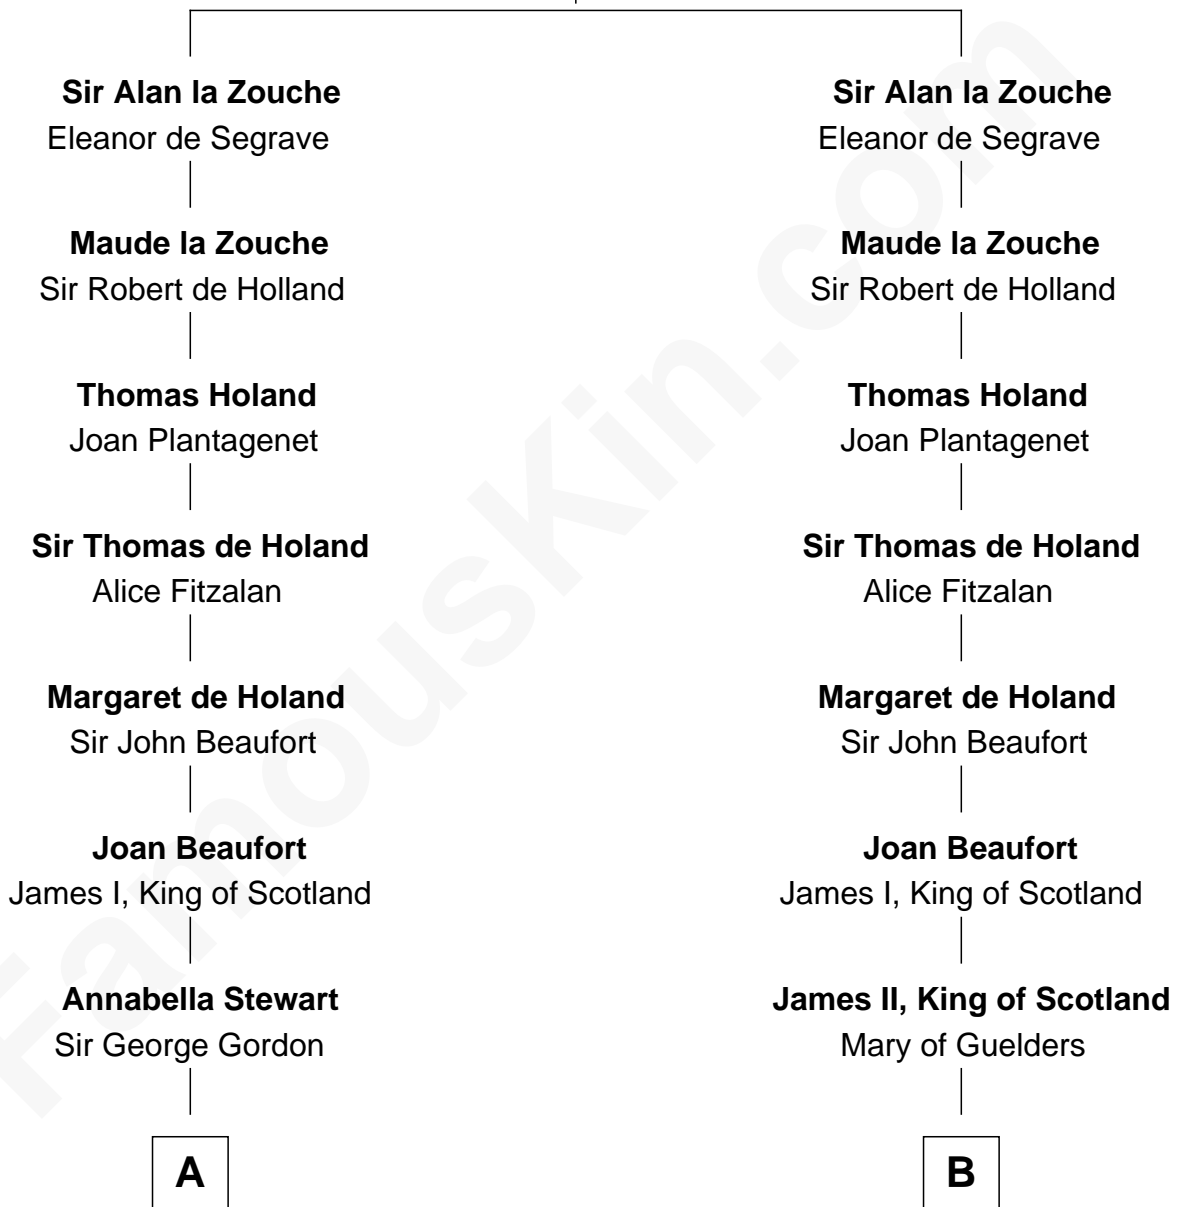 Sir Alan la Zouche
Eleanor de Segrave
Maude la Zouche
Sir Robert de Holland
Thomas Holand
Joan Plantagenet
Sir Thomas de Holand
Alice Fitzalan
Margaret de Holand
Sir John Beaufort
Joan Beaufort
James I, King of Scotland
Annabella Stewart
Sir George Gordon
A
Sir Alan la Zouche
Eleanor de Segrave
Maude la Zouche
Sir Robert de Holland
Thomas Holand
Joan Plantagenet
Sir Thomas de Holand
Alice Fitzalan
Margaret de Holand
Sir John Beaufort
Joan Beaufort
James I, King of Scotland
James II, King of Scotland
Mary of Guelders
B
FamousKin.com